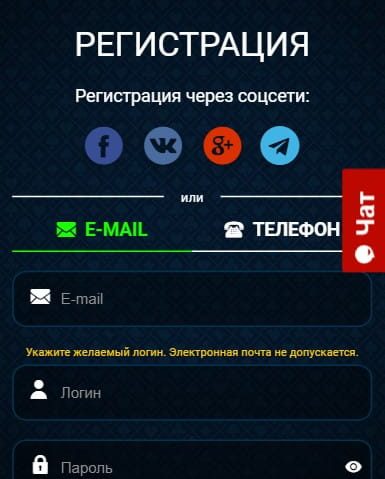 РЕГИСТРАЦИЯ
Регистрация через соцсети:
или
E-MAIL
ТЕЛЕФОН
Чат
E-mail
Укажите желаемый логин. Электронная почта не допускается.
Логин
Пароль